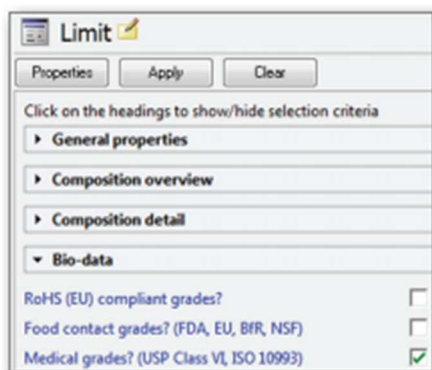 Limit
Properties Apply Clear
Click on the headings to show/hide selection criteria
General properties
Composition overview
Composition detail
Bio-data
RoHS (EU) compliant grades?
Food contact grades? (FDA, EU, BfR, NSF)
Medical grades? (USP Class VI, ISO 10993)